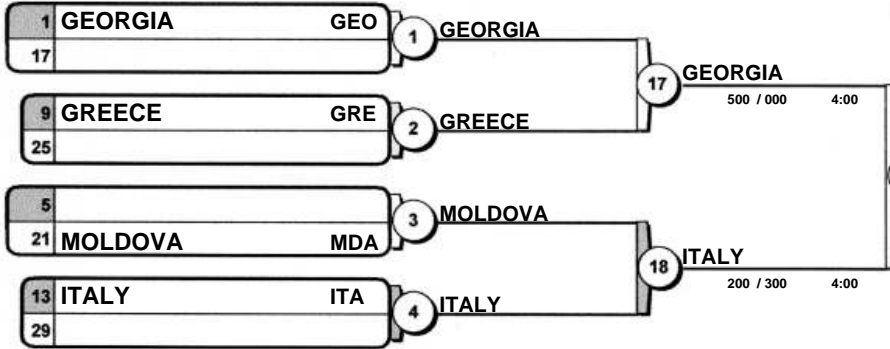 1 GEORGIA GEO
17
1 GEORGIA
9 GREECE GRE
25
2 GREECE
17 GEORGIA
500 / 000 4:00
5
21 MOLDOVA MDA
3 MOLDOVA
13 ITALY ITA
29
4 ITALY
18 ITALY
200 / 300 4:00